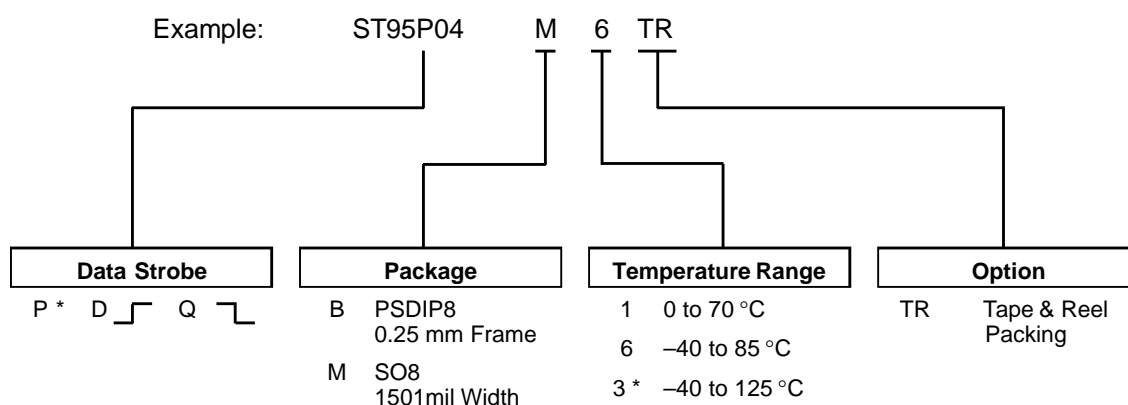 Example: ST95P04 M 6 TR
Data Strobe
P * D Q
Package
B PSDIP8
0.25 mm Frame
M SO8
1501mil Width
Temperature Range
1 0 to 70 °C
6 –40 to 85 °C
3 * –40 to 125 °C
Option
TR Tape & Reel
Packing